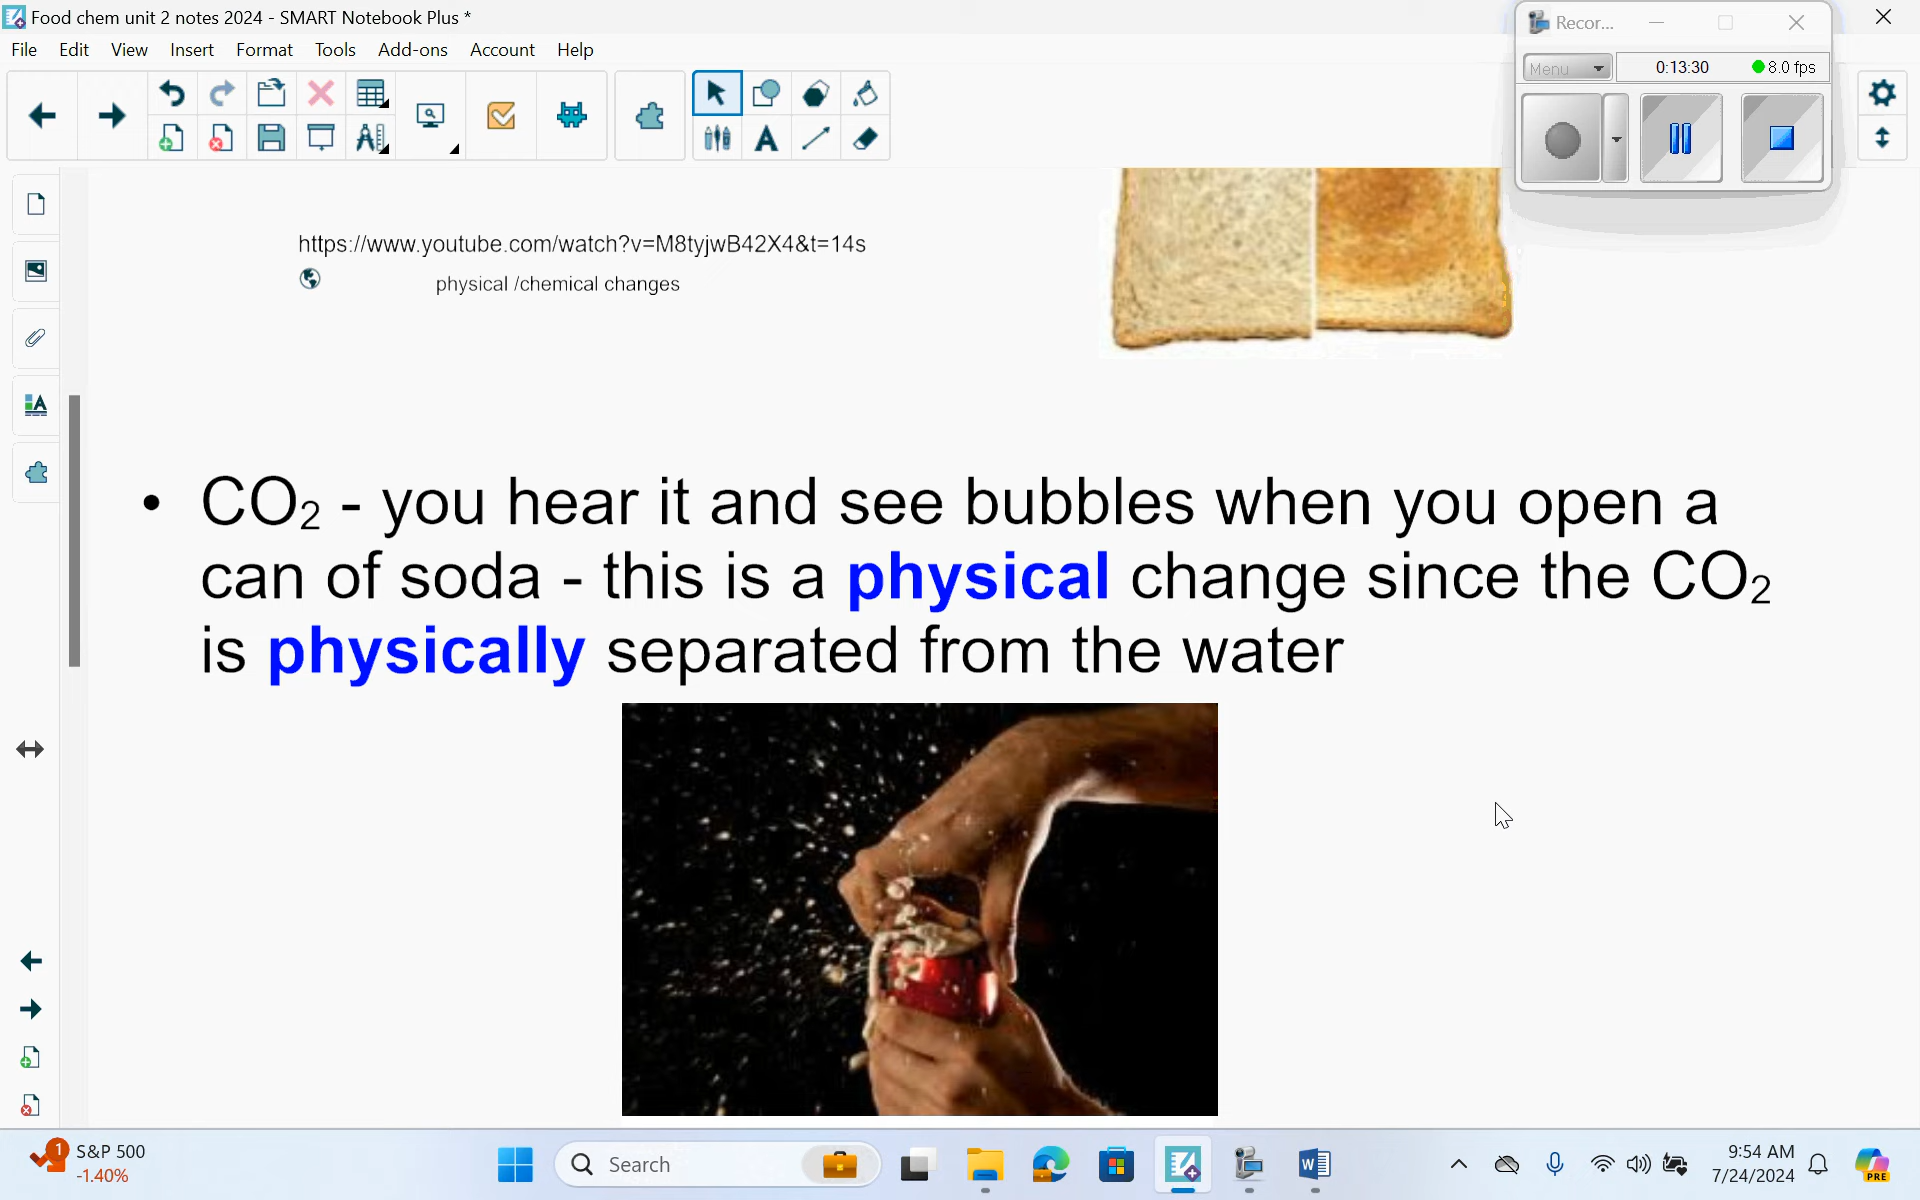 Food chem unit 2 notes 2024 - SMART Notebook Plus *
Recor...
File Edit View Insert Format Tools Add-ons Account Help
Menu 0:13:30 8.0 fps
https://www.youtube.com/watch?v=M8tyjwB42X4&t=14s
physical /chemical changes
• CO₂ - you hear it and see bubbles when you open a
can of soda - this is a physical change since the CO₂
is physically separated from the water
1 S&P 500
-1.40%
Search
9:54 AM
7/24/2024
PRE